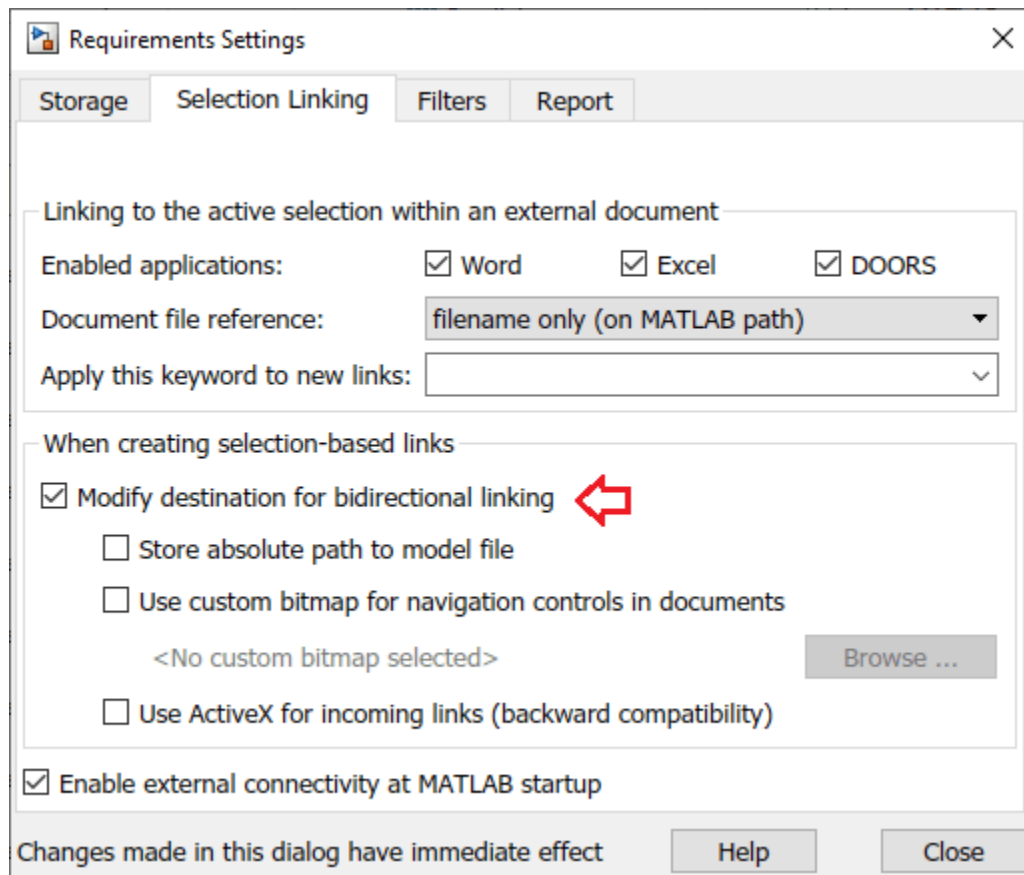 Requirements Settings
Storage Selection Linking Filters Report
Linking to the active selection within an external document
Enabled applications: Word Excel DOORS
Document file reference: filename only (on MATLAB path)
Apply this keyword to new links:
When creating selection-based links
Modify destination for bidirectional linking
Store absolute path to model file
Use custom bitmap for navigation controls in documents
<No custom bitmap selected> Browse ...
Use ActiveX for incoming links (backward compatibility)
Enable external connectivity at MATLAB startup
Changes made in this dialog have immediate effect Help Close